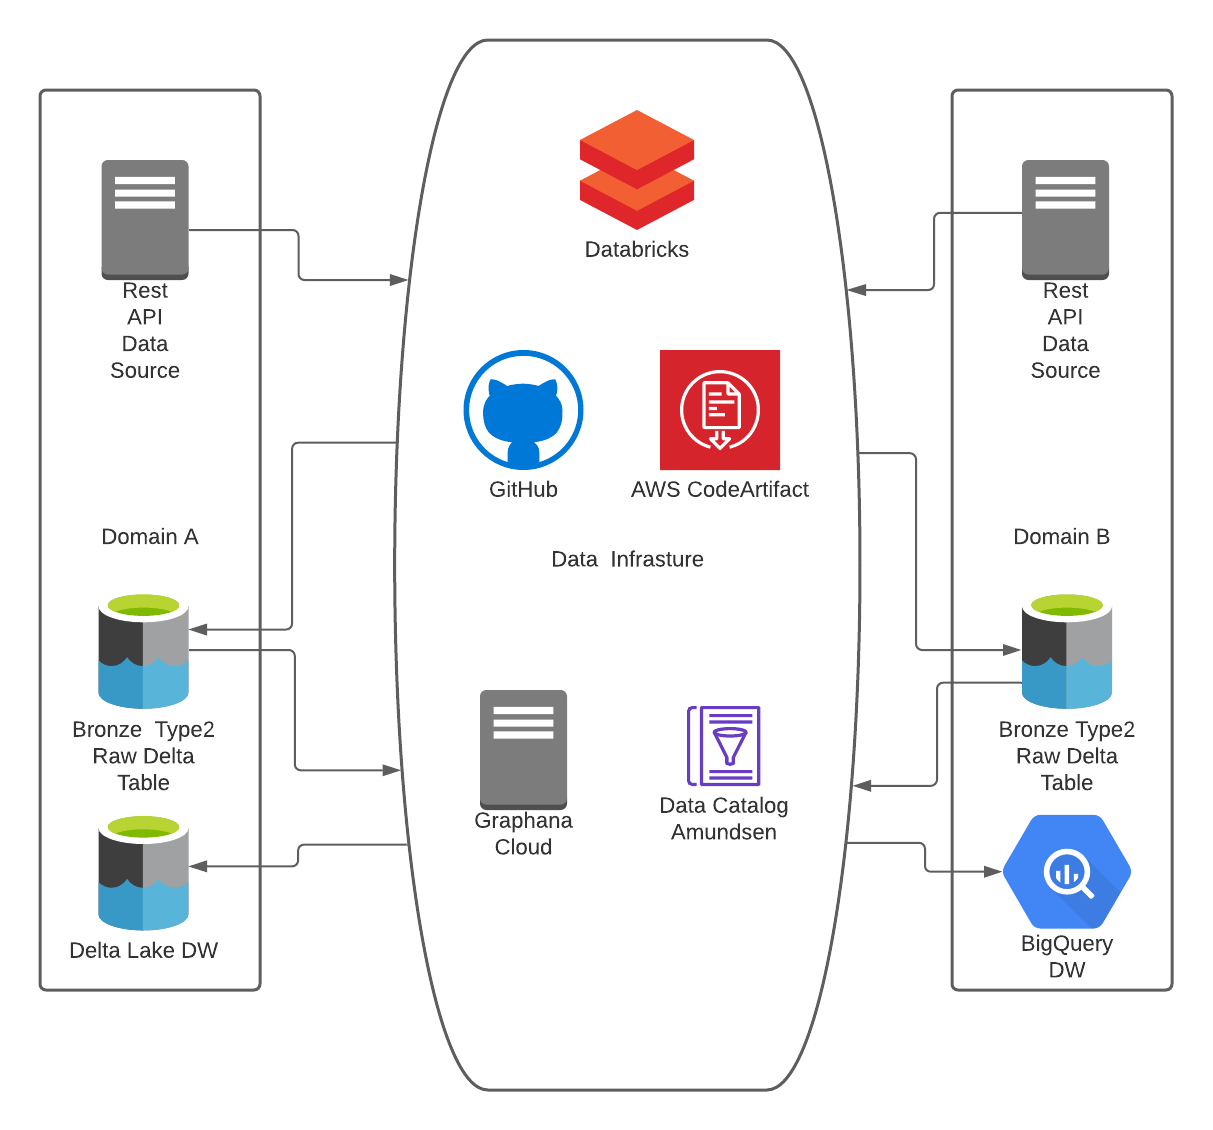 Databricks
Rest
API
Data
Source
Rest
API
Data
Source
GitHub
AWS CodeArtifact
Domain A
Data  Infrasture
Domain B
Bronze  Type2
Raw Delta
Table
Bronze Type2
Raw Delta
Table
Graphana
Cloud
Data Catalog
Amundsen
Delta Lake DW
BigQuery
DW